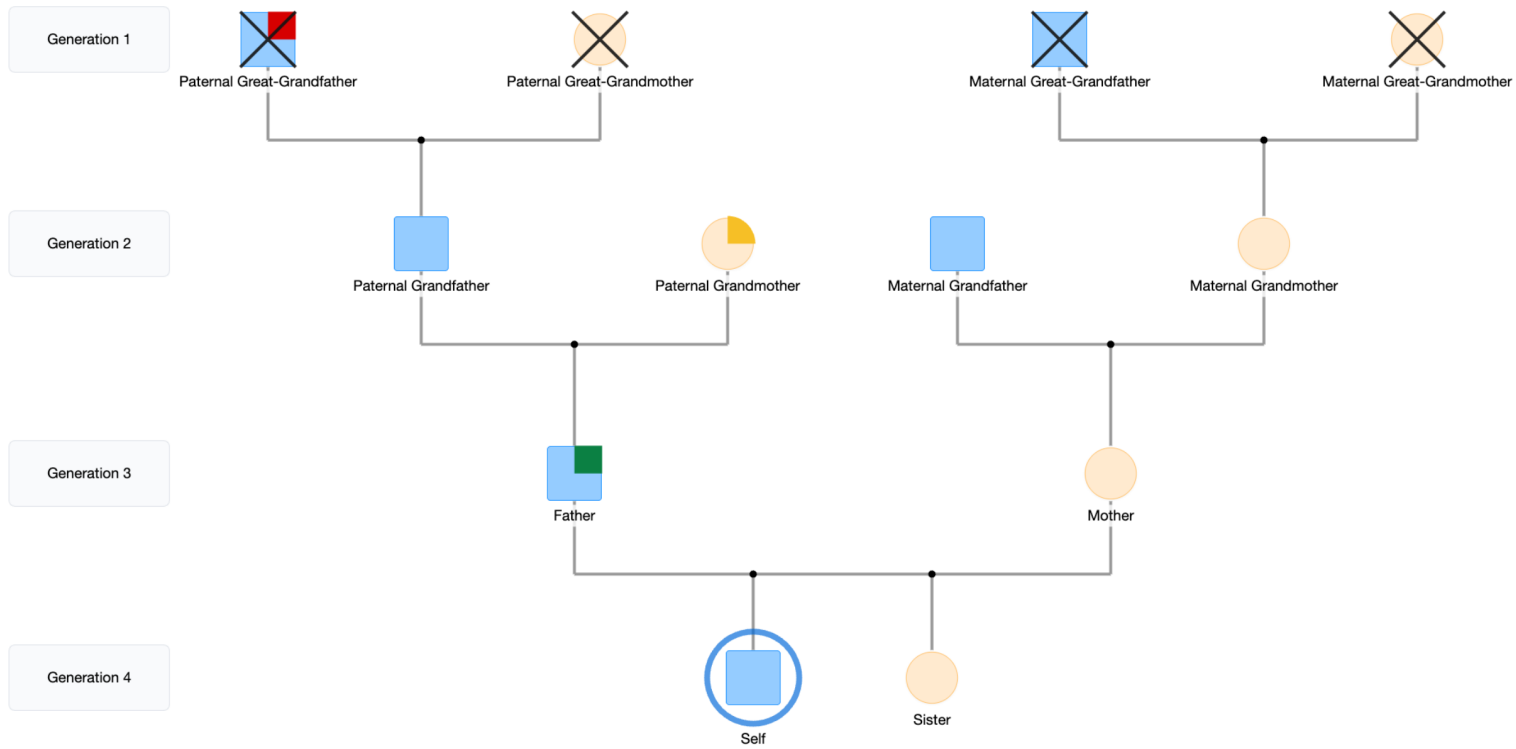 Generation 1
Paternal Great-Grandfather
Paternal Great-Grandmother
Maternal Great-Grandfather
Maternal Great-Grandmother
Generation 2
Paternal Grandfather
Paternal Grandmother
Maternal Grandfather
Maternal Grandmother
Generation 3
Father
Mother
Generation 4
Self
Sister